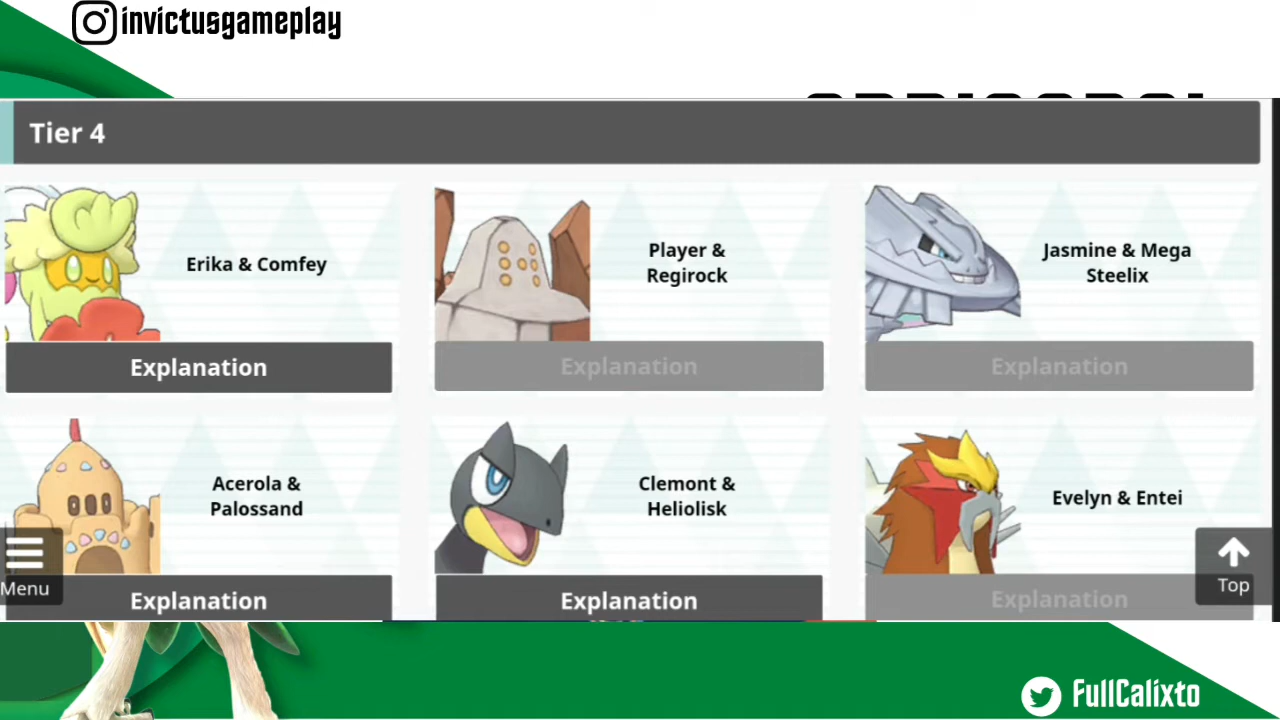 invictusgameplay
Tier 4
Erika & Comfey
Explanation
Player &
Regirock
Explanation
Jasmine & Mega
Steelix
Explanation
Acerola &
Palossand
Explanation
Clemont &
Heliolisk
Explanation
Evelyn & Entei
Explanation
Menu
Top
FullCalixto